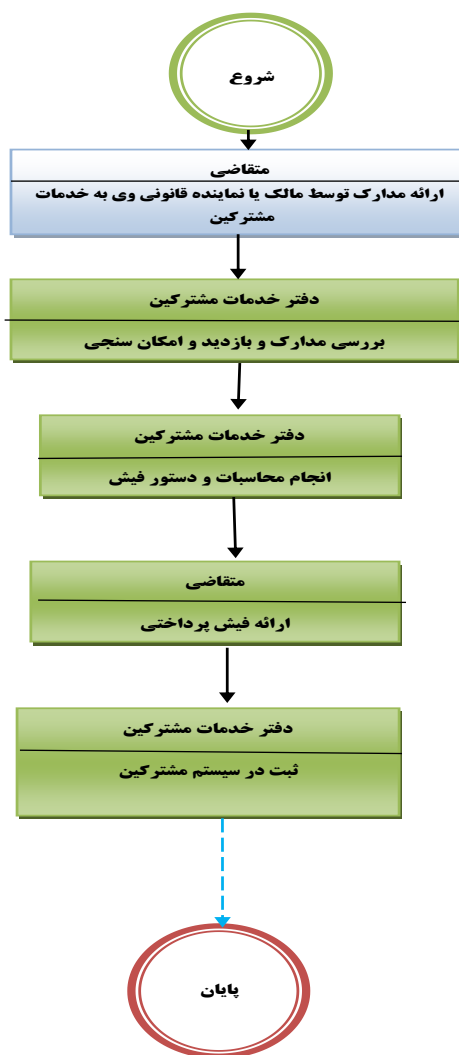 شروع
متقاضی
ارائه مدارک توسط مالک یا نماینده قانونی وی به خدمات
مشترکین
دفتر خدمات مشترکین
بررسی مدارک و بازدید و امکان سنجی
دفتر خدمات مشترکین
انجام محاسبات و دستور فیش
متقاضی
ارائه فیش پرداختی
دفتر خدمات مشترکین
ثبت در سیستم مشترکین
پایان